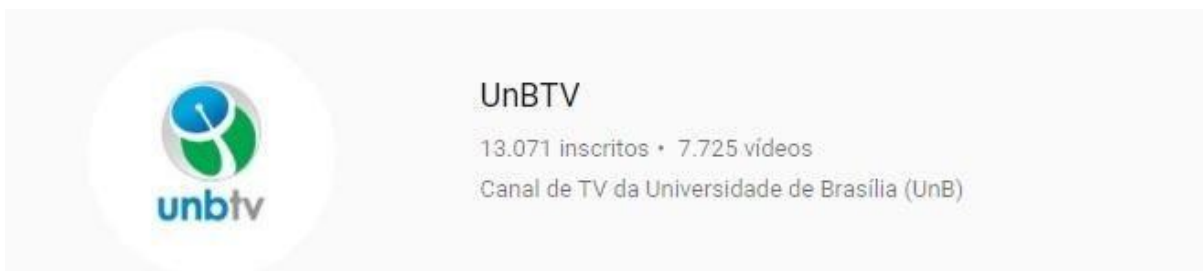 UnBTV
13.071 inscritos • 7.725 vídeos
Canal de TV da Universidade de Brasília (UnB)
unbtv